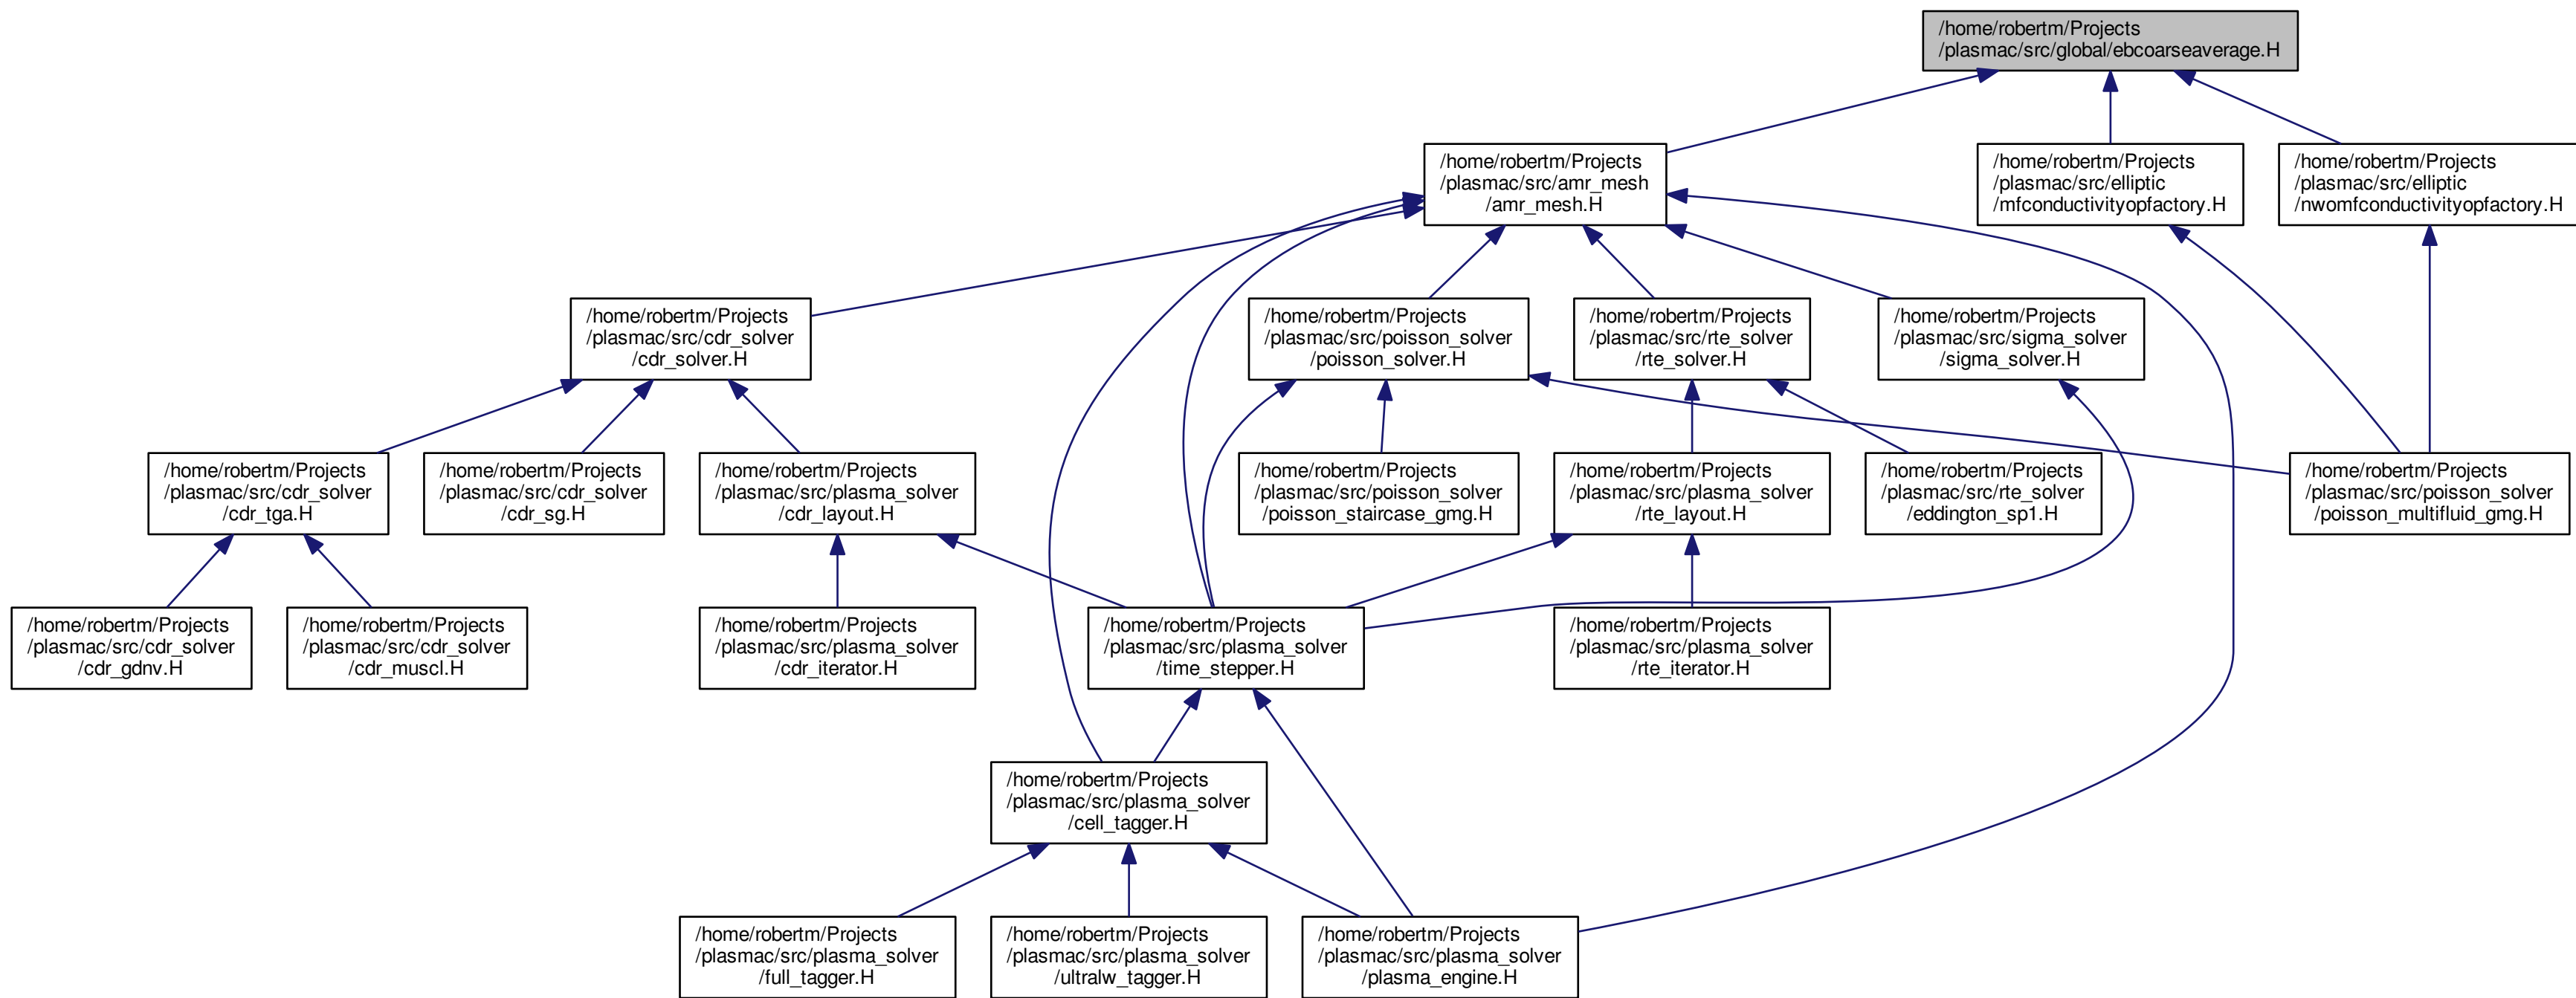 /home/robertm/Projects
/plasmac/src/global/ebcoarseaverage.H
/home/robertm/Projects
/plasmac/src/amr_mesh
/amr_mesh.H
/home/robertm/Projects
/plasmac/src/elliptic
/mfconductivityopfactory.H
/home/robertm/Projects
/plasmac/src/elliptic
/nwomfconductivityopfactory.H
/home/robertm/Projects
/plasmac/src/cdr_solver
/cdr_solver.H
/home/robertm/Projects
/plasmac/src/poisson_solver
/poisson_solver.H
/home/robertm/Projects
/plasmac/src/rte_solver
/rte_solver.H
/home/robertm/Projects
/plasmac/src/sigma_solver
/sigma_solver.H
/home/robertm/Projects
/plasmac/src/cdr_solver
/cdr_tga.H
/home/robertm/Projects
/plasmac/src/cdr_solver
/cdr_sg.H
/home/robertm/Projects
/plasmac/src/plasma_solver
/cdr_layout.H
/home/robertm/Projects
/plasmac/src/poisson_solver
/poisson_staircase_gmg.H
/home/robertm/Projects
/plasmac/src/plasma_solver
/rte_layout.H
/home/robertm/Projects
/plasmac/src/rte_solver
/eddington_sp1.H
/home/robertm/Projects
/plasmac/src/poisson_solver
/poisson_multifluid_gmg.H
/home/robertm/Projects
/plasmac/src/cdr_solver
/cdr_gdnv.H
/home/robertm/Projects
/plasmac/src/cdr_solver
/cdr_muscl.H
/home/robertm/Projects
/plasmac/src/plasma_solver
/cdr_iterator.H
/home/robertm/Projects
/plasmac/src/plasma_solver
/time_stepper.H
/home/robertm/Projects
/plasmac/src/plasma_solver
/rte_iterator.H
/home/robertm/Projects
/plasmac/src/plasma_solver
/cell_tagger.H
/home/robertm/Projects
/plasmac/src/plasma_solver
/full_tagger.H
/home/robertm/Projects
/plasmac/src/plasma_solver
/ultralw_tagger.H
/home/robertm/Projects
/plasmac/src/plasma_solver
/plasma_engine.H